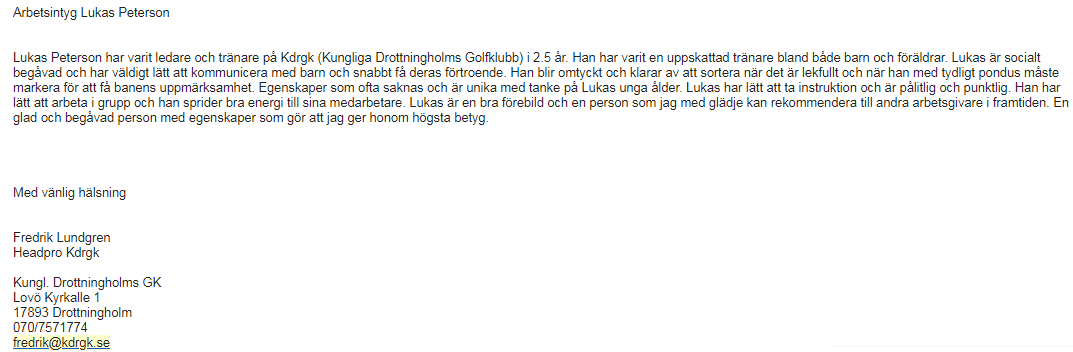 Arbetsintyg Lukas Peterson
Lukas Peterson har varit ledare och tränare på Kdrgk (Kungliga Drottningholms Golfklubb) i 2.5 år. Han har varit en uppskattad tränare bland både barn och föräldrar. Lukas är socialt
begåvad och har väldigt lätt att kommunicera med barn och snabbt få deras förtroende. Han blir omtyckt och klarar av att sortera när det är lekfullt och när han med tydligt pondus måste
markera för att få banens uppmärksamhet. Egenskaper som ofta saknas och är unika med tanke på Lukas unga ålder. Lukas har lätt att ta instruktion och är pålitlig och punktlig. Han har
lätt att arbeta i grupp och han sprider bra energi till sina medarbetare. Lukas är en bra förebild och en person som jag med glädje kan rekommendera till andra arbetsgivare i framtiden. En
glad och begåvad person med egenskaper som gör att jag ger honom högsta betyg.
Med vänlig hälsning
Fredrik Lundgren
Headpro Kdrgk
Kungl. Drottningholms GK
Lovö Kyrkalle 1
17893 Drottningholm
070/7571774
fredrik@kdrgk.se